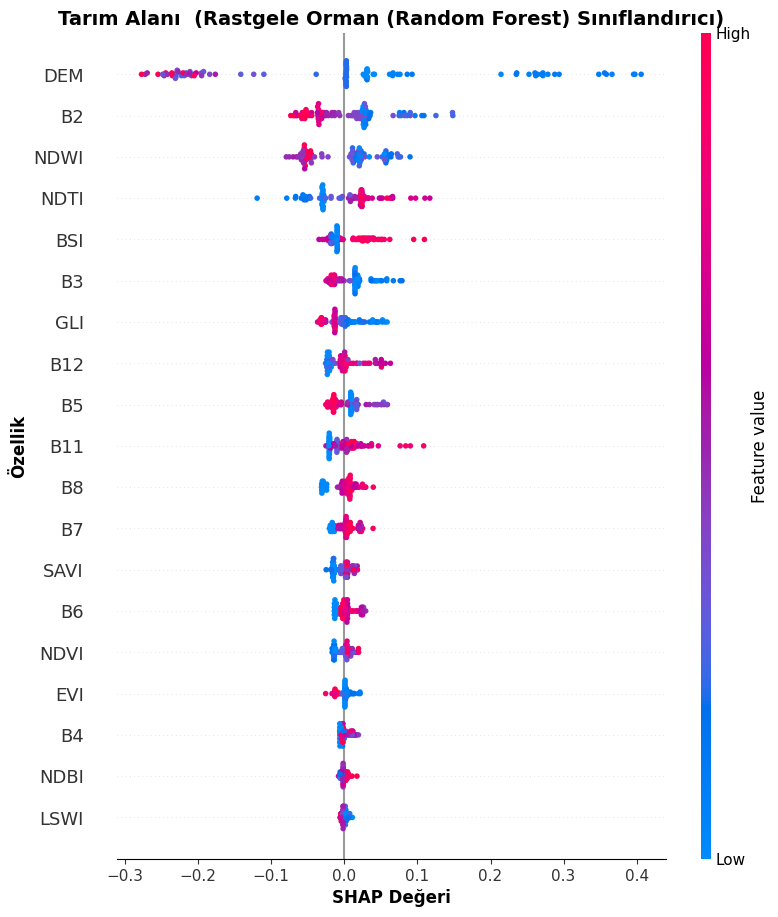 Tarım Alanı  (Rastgele Orman (Random Forest) Sınıflandırıcı)
High
DEM
B2
NDWI
NDTI
BSI
B3
GLI
B12
B5
B11
B8
B7
SAVI
B6
NDVI
EVI
B4
NDBI
LSWI
Özellik
Feature value
Low
−0.3 −0.2 −0.1 0.0 0.1 0.2 0.3 0.4
SHAP Değeri